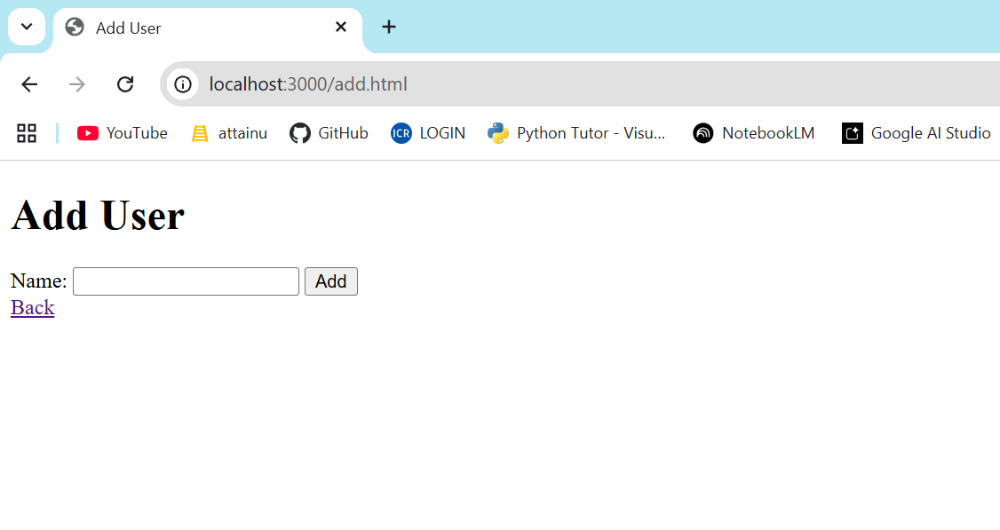 Add User
localhost:3000/add.html
YouTube attainu GitHub ICR LOGIN Python Tutor - Visu... NotebookLM Google AI Studio
Add User
Name: Add
Back